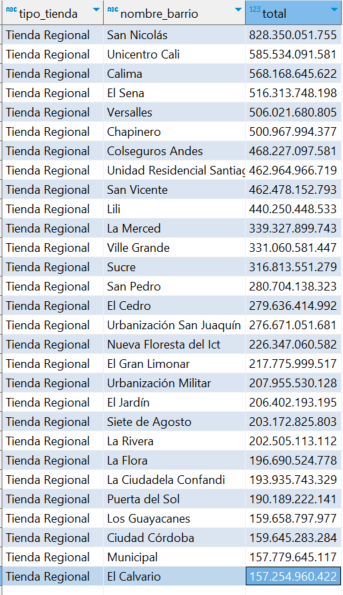 ABC tipo_tienda ABC nombre_barrio 123 total
Tienda Regional San Nicolás 828.350.051.755
Tienda Regional Unicentro Cali 585.534.091.581
Tienda Regional Calima 568.168.645.622
Tienda Regional El Sena 516.313.748.198
Tienda Regional Versalles 506.021.680.805
Tienda Regional Chapinero 500.967.994.377
Tienda Regional Colseguros Andes 468.227.097.581
Tienda Regional Unidad Residencial Santiag 462.964.966.719
Tienda Regional San Vicente 462.478.152.793
Tienda Regional Lili 440.250.448.533
Tienda Regional La Merced 339.327.899.743
Tienda Regional Ville Grande 331.060.581.447
Tienda Regional Sucre 316.813.551.279
Tienda Regional San Pedro 280.704.138.323
Tienda Regional El Cedro 279.636.414.992
Tienda Regional Urbanización San Juaquín 276.671.051.681
Tienda Regional Nueva Floresta del Ict 226.347.060.582
Tienda Regional El Gran Limonar 217.775.999.517
Tienda Regional Urbanización Militar 207.955.530.128
Tienda Regional El Jardín 206.402.193.195
Tienda Regional Siete de Agosto 203.172.825.803
Tienda Regional La Rivera 202.505.113.112
Tienda Regional La Flora 196.690.524.778
Tienda Regional La Ciudadela Confandi 193.935.743.329
Tienda Regional Puerta del Sol 190.189.222.141
Tienda Regional Los Guayacanes 159.658.797.977
Tienda Regional Ciudad Córdoba 159.645.283.284
Tienda Regional Municipal 157.779.645.117
Tienda Regional El Calvario 157.254.960.422